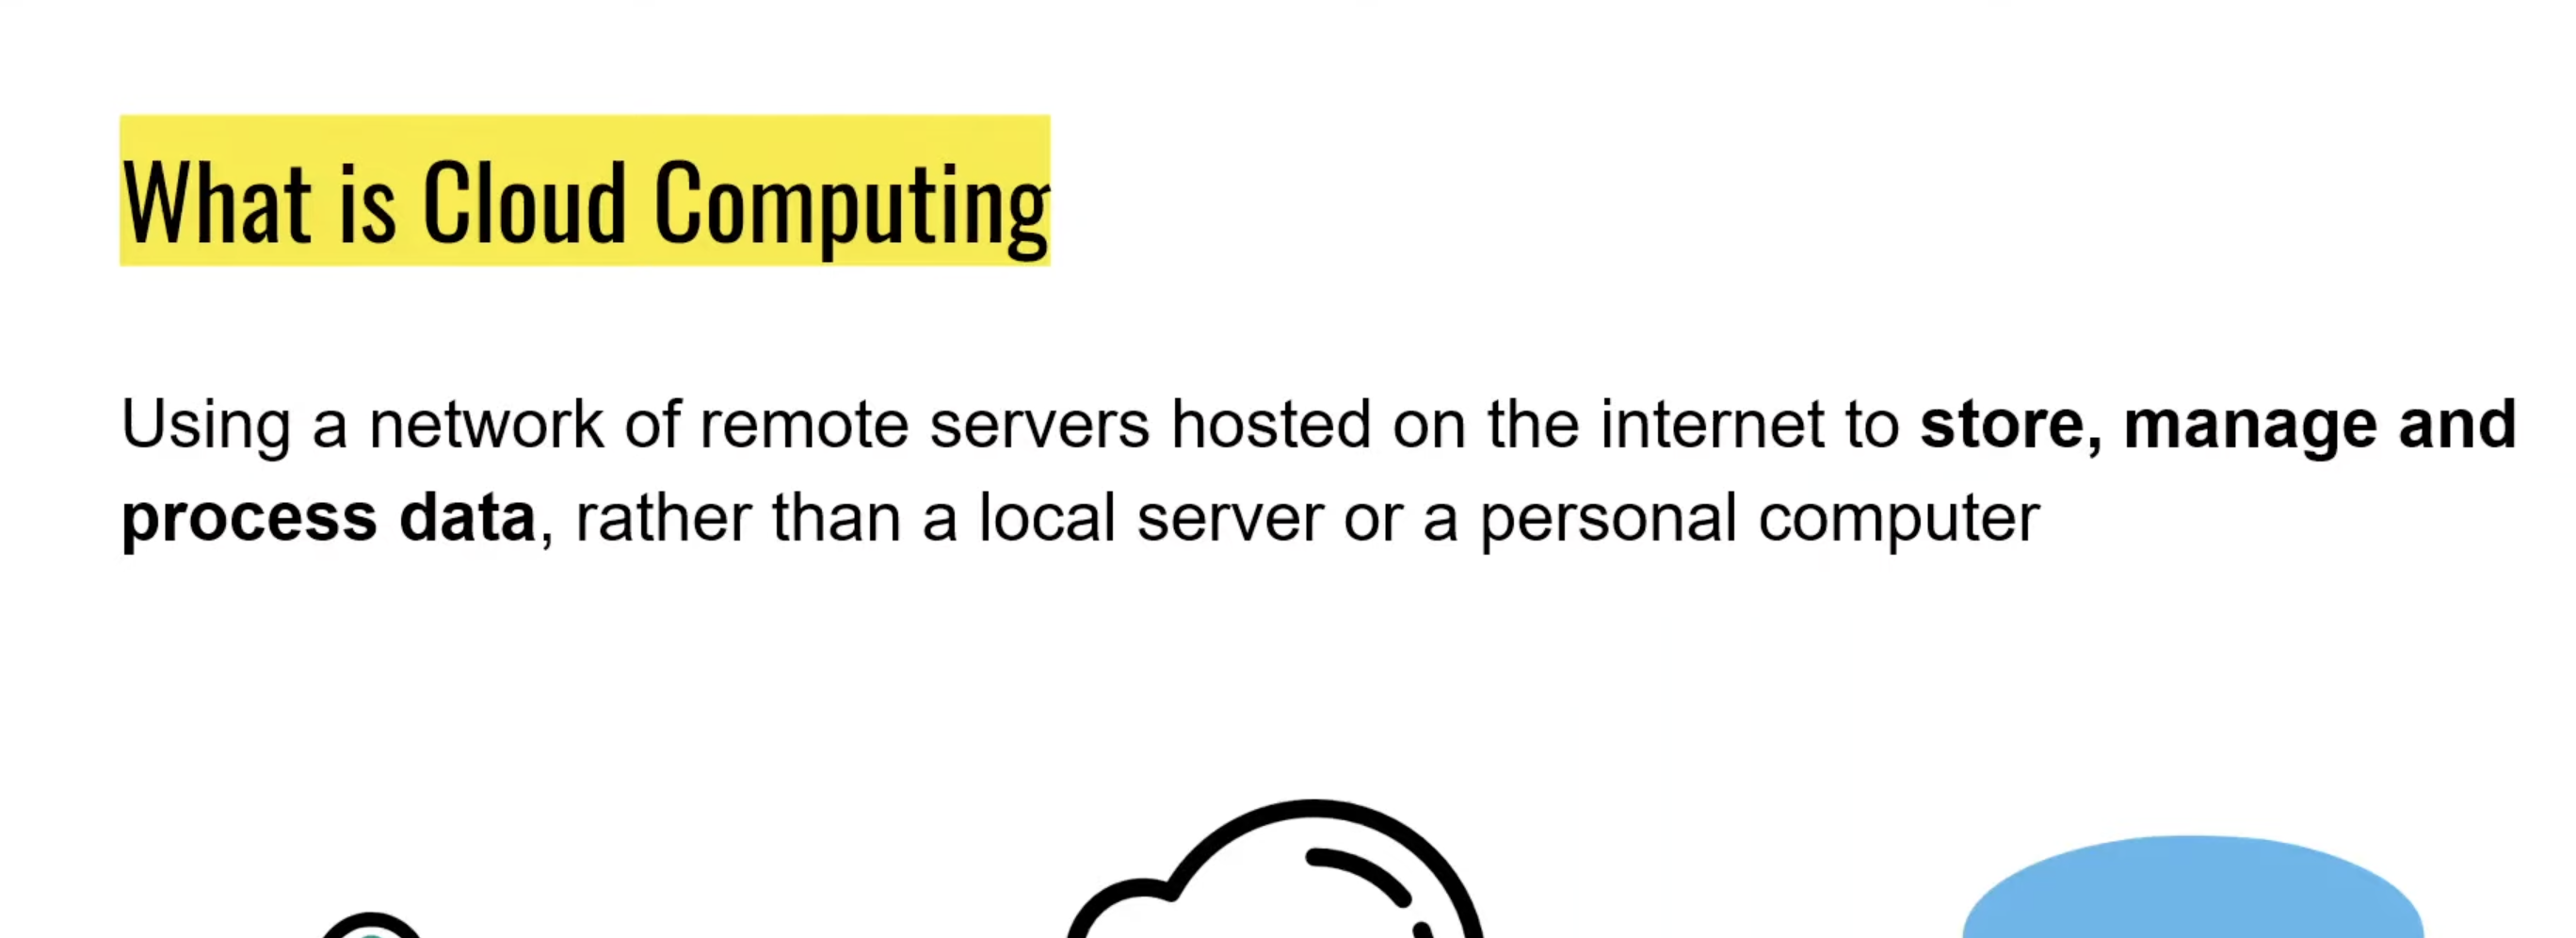 What is Cloud Computing
Using a network of remote servers hosted on the internet to store, manage and
process data, rather than a local server or a personal computer